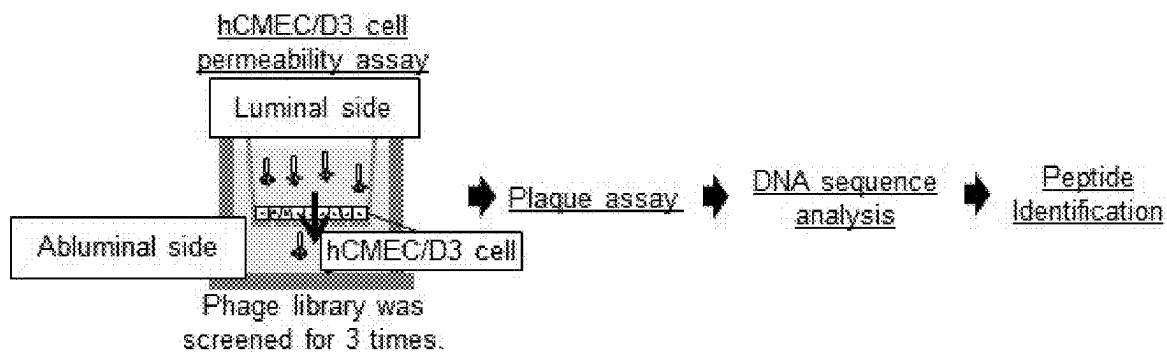 hCMEC/D3 cell
permeability assay
Luminal side
Abluminal side
hCMEC/D3 cell
Phage library was
screened for 3 times.
Plaque assay
DNA sequence
analysis
Peptide
Identification